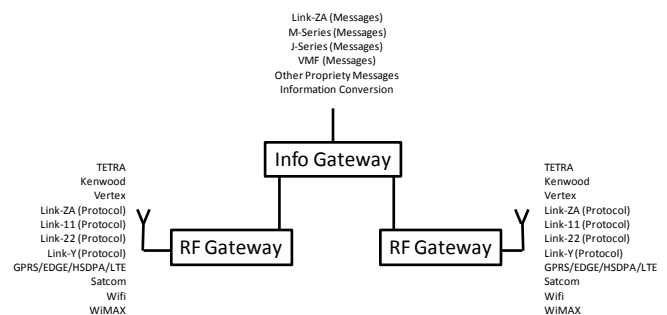 Link-ZA (Messages)
M-Series (Messages)
J-Series (Messages)
VMF (Messages)
Other Propriety Messages
Information Conversion
Info Gateway
TETRA
Kenwood
Vertex
Link-ZA (Protocol)
Link-11 (Protocol)
Link-22 (Protocol)
Link-Y (Protocol)
GPRS/EDGE/HSDPA/LTE
Satcom
Wifi
WiMAX
RF Gateway
RF Gateway
TETRA
Kenwood
Vertex
Link-ZA (Protocol)
Link-11 (Protocol)
Link-22 (Protocol)
Link-Y (Protocol)
GPRS/EDGE/HSDPA/LTE
Satcom
Wifi
WiMAX